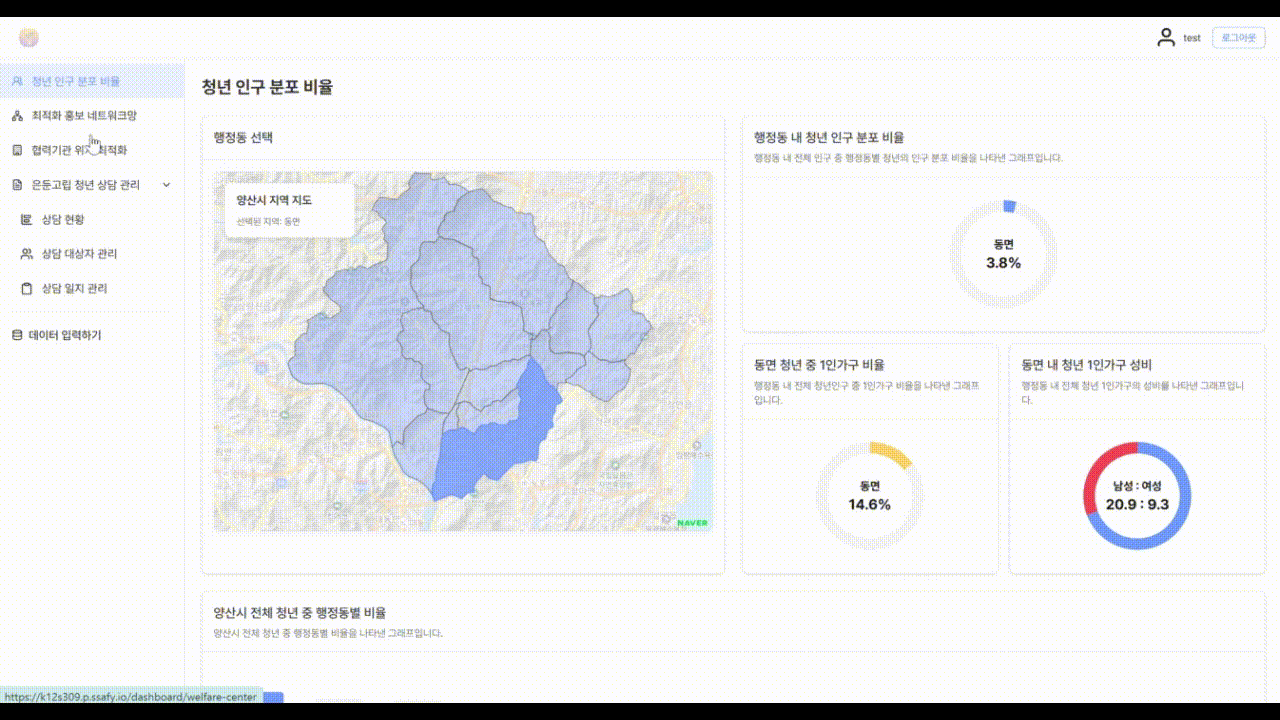 test
로그아웃
청년 인구 분포 비율
최적화 홍보 네트워크망
협력기관 위치 최적화
은둔고립 청년 상담 관리
상담 현황
상담 대상자 관리
상담 일지 관리
데이터 입력하기
청년 인구 분포 비율
행정동 선택
양산시 지역 지도
선택된 지역: 동면
NAVER
행정동 내 청년 인구 분포 비율
행정동 내 전체 인구 중 행정동별 청년의 인구 분포 비율을 나타낸 그래프입니다.
동면
3.8%
동면 청년 중 1인가구 비율
행정동 내 전체 청년인구 중 1인가구 비율을 나타낸 그래프
입니다.
동면
14.6%
동면 내 청년 1인가구 성비
행정동 내 전체 청년 1인가구의 성비를 나타낸 그래프입니
다.
남성 : 여성
20.9 : 9.3
양산시 전체 청년 중 행정동별 비율
양산시 전체 청년 중 행정동별 비율을 나타낸 그래프입니다.
https://k12s309.p.ssafy.io/dashboard/welfare-center